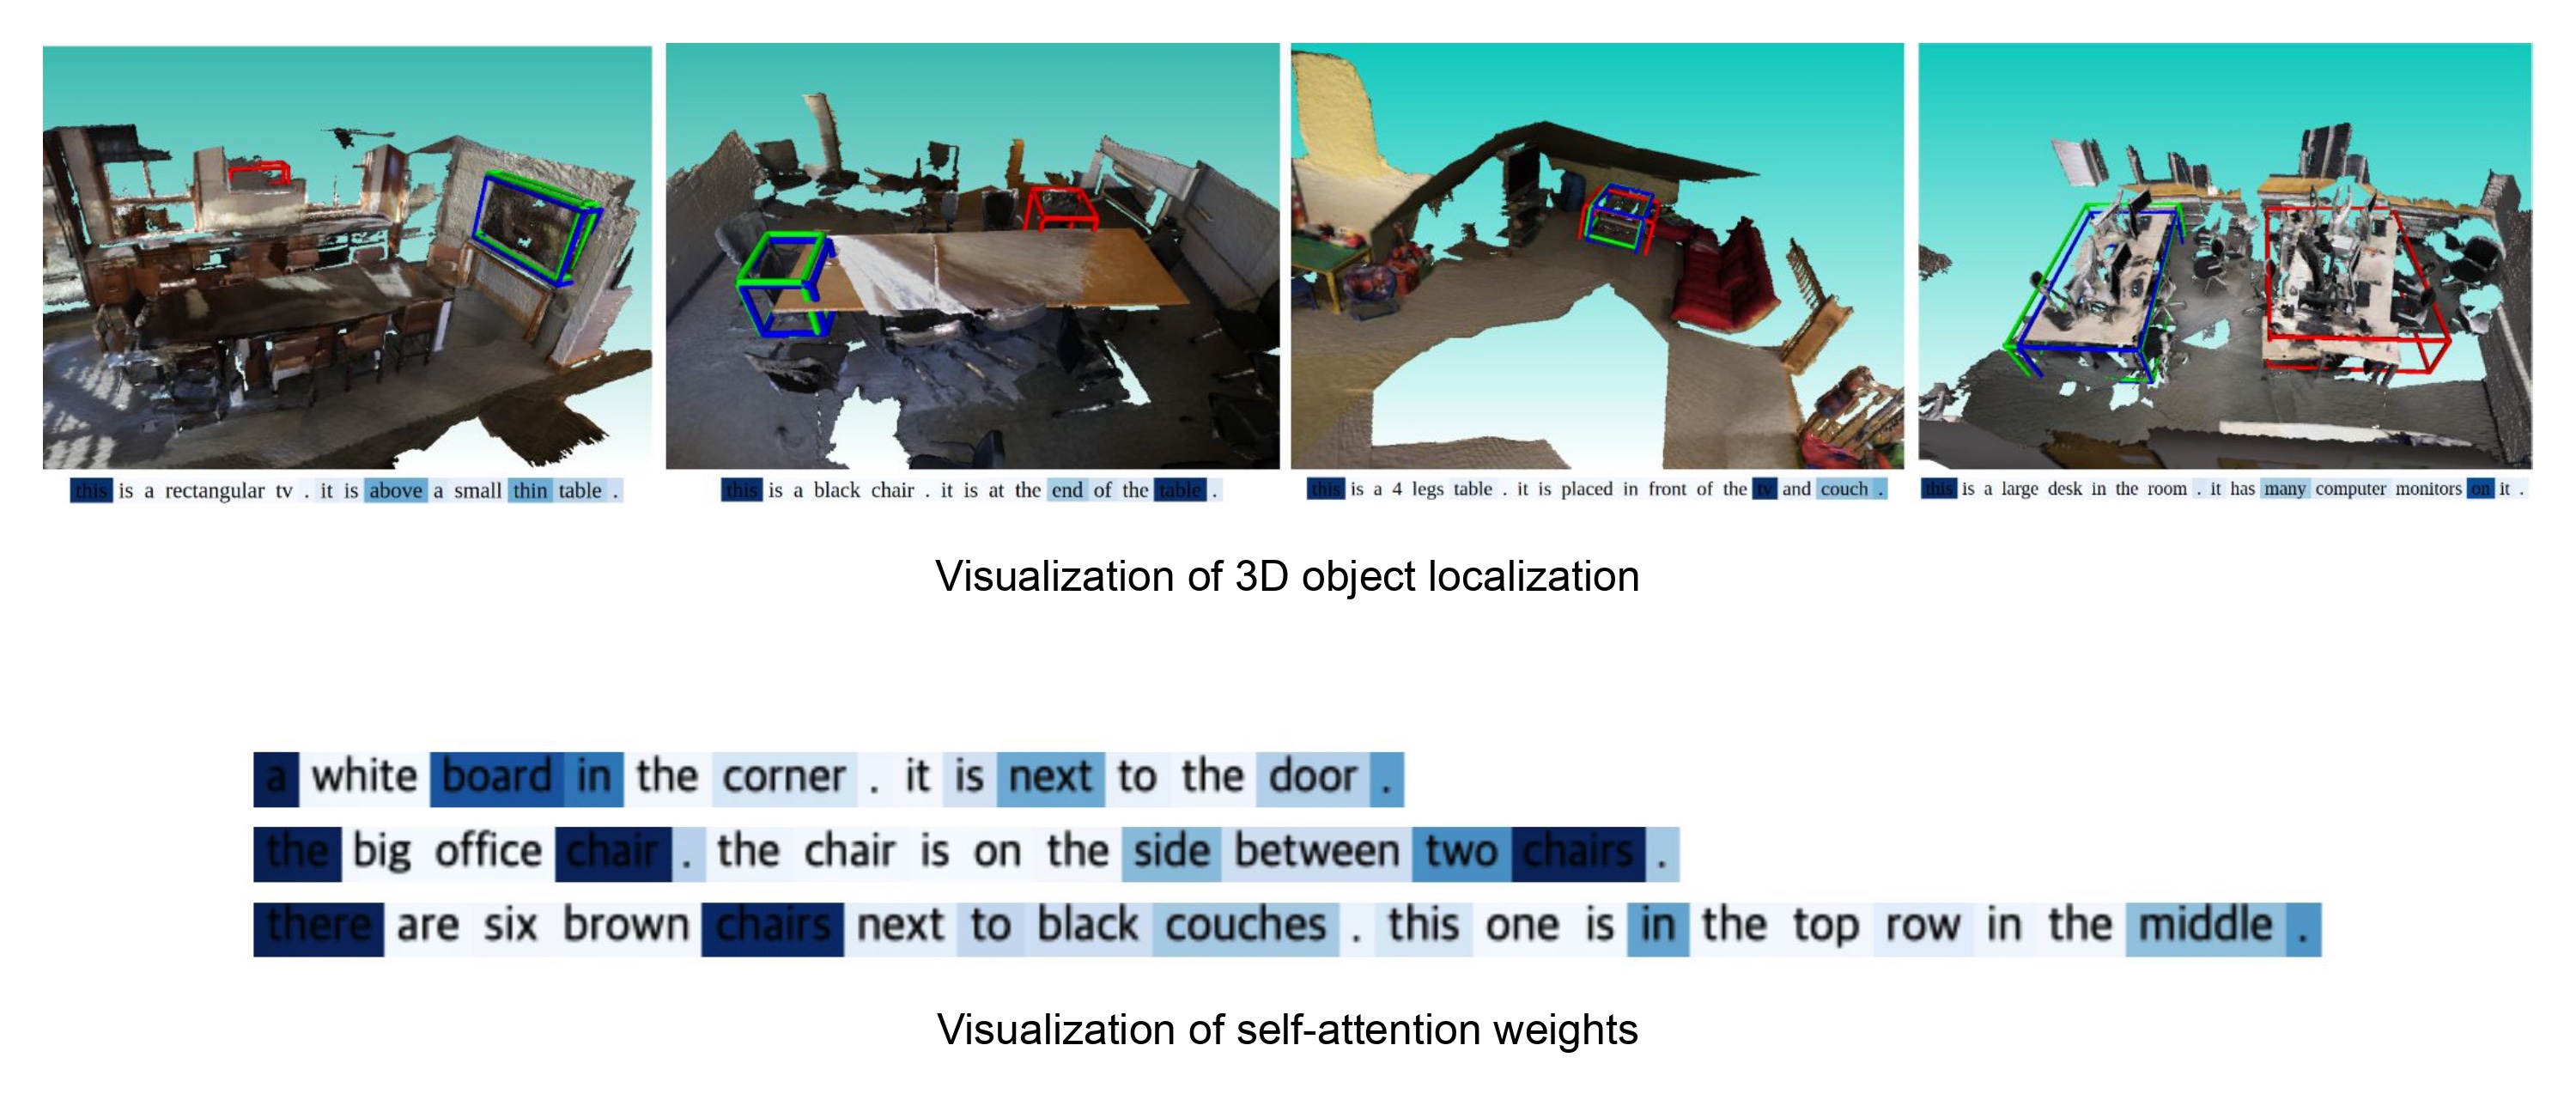 this is a rectangular tv . it is above a small thin table .
this is a black chair . it is at the end of the table .
this is a 4 legs table . it is placed in front of the tv and couch .
this is a large desk in the room . it has many computer monitors on it .
Visualization of 3D object localization
a white board in the corner . it is next to the door .
the big office chair . the chair is on the side between two chairs .
there are six brown chairs next to black couches . this one is in the top row in the middle .
Visualization of self-attention weights